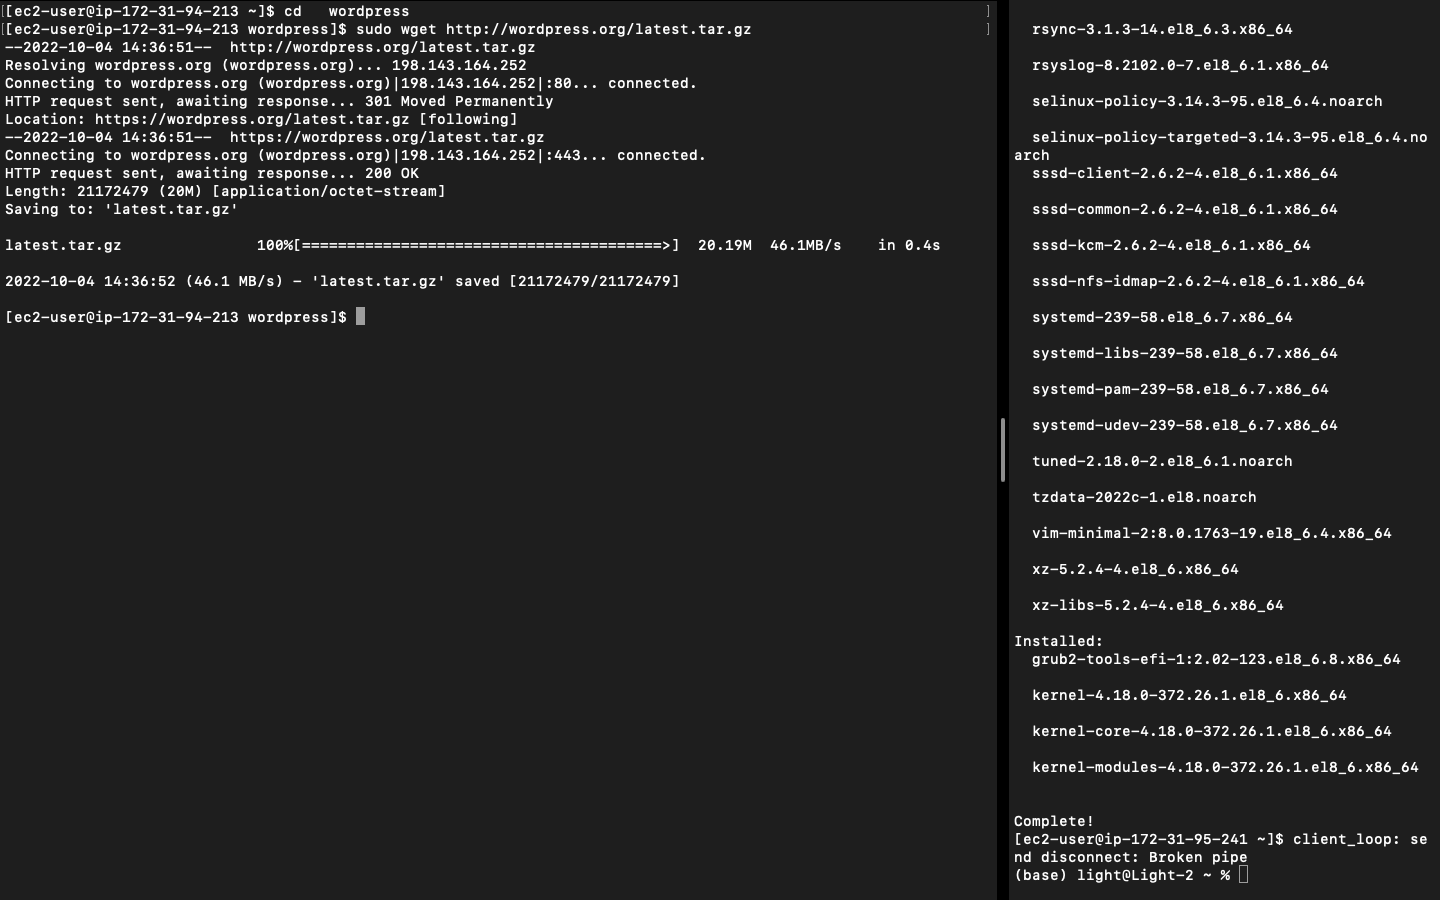 [[ec2-user@ip-172-31-94-213 ~]$ cd   wordpress ]
[[ec2-user@ip-172-31-94-213 wordpress]$ sudo wget http://wordpress.org/latest.tar.gz ]
--2022-10-04 14:36:51--  http://wordpress.org/latest.tar.gz
Resolving wordpress.org (wordpress.org)... 198.143.164.252
Connecting to wordpress.org (wordpress.org)|198.143.164.252|:80... connected.
HTTP request sent, awaiting response... 301 Moved Permanently
Location: https://wordpress.org/latest.tar.gz [following]
--2022-10-04 14:36:51--  https://wordpress.org/latest.tar.gz
Connecting to wordpress.org (wordpress.org)|198.143.164.252|:443... connected.
HTTP request sent, awaiting response... 200 OK
Length: 21172479 (20M) [application/octet-stream]
Saving to: 'latest.tar.gz'
latest.tar.gz               100%[========================================>]  20.19M  46.1MB/s    in 0.4s
2022-10-04 14:36:52 (46.1 MB/s) - 'latest.tar.gz' saved [21172479/21172479]
[ec2-user@ip-172-31-94-213 wordpress]$
rsync-3.1.3-14.el8_6.3.x86_64
rsyslog-8.2102.0-7.el8_6.1.x86_64
selinux-policy-3.14.3-95.el8_6.4.noarch
selinux-policy-targeted-3.14.3-95.el8_6.4.no
arch
sssd-client-2.6.2-4.el8_6.1.x86_64
sssd-common-2.6.2-4.el8_6.1.x86_64
sssd-kcm-2.6.2-4.el8_6.1.x86_64
sssd-nfs-idmap-2.6.2-4.el8_6.1.x86_64
systemd-239-58.el8_6.7.x86_64
systemd-libs-239-58.el8_6.7.x86_64
systemd-pam-239-58.el8_6.7.x86_64
systemd-udev-239-58.el8_6.7.x86_64
tuned-2.18.0-2.el8_6.1.noarch
tzdata-2022c-1.el8.noarch
vim-minimal-2:8.0.1763-19.el8_6.4.x86_64
xz-5.2.4-4.el8_6.x86_64
xz-libs-5.2.4-4.el8_6.x86_64
Installed:
grub2-tools-efi-1:2.02-123.el8_6.8.x86_64
kernel-4.18.0-372.26.1.el8_6.x86_64
kernel-core-4.18.0-372.26.1.el8_6.x86_64
kernel-modules-4.18.0-372.26.1.el8_6.x86_64
Complete!
[ec2-user@ip-172-31-95-241 ~]$ client_loop: se
nd disconnect: Broken pipe
(base) light@Light-2 ~ %